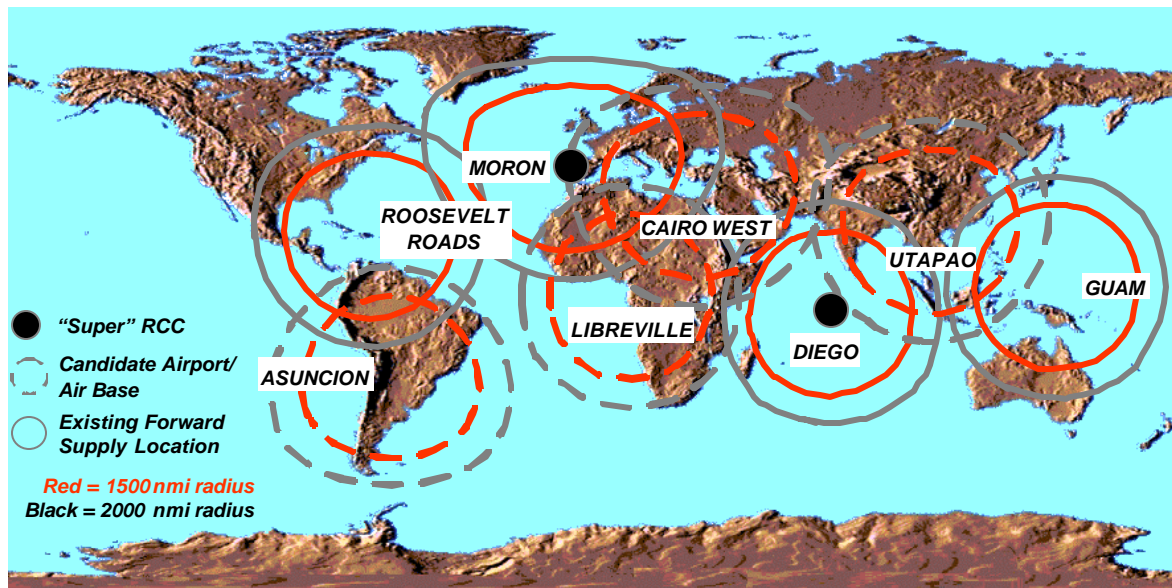 MORON
ROOSEVELT
ROADS
CAIRO WEST
UTAPAO
GUAM
LIBREVILLE
DIEGO
ASUNCION
“Super” RCC
Candidate Airport/
Air Base
Existing Forward
Supply Location
Red = 1500 nmi radius
Black = 2000 nmi radius